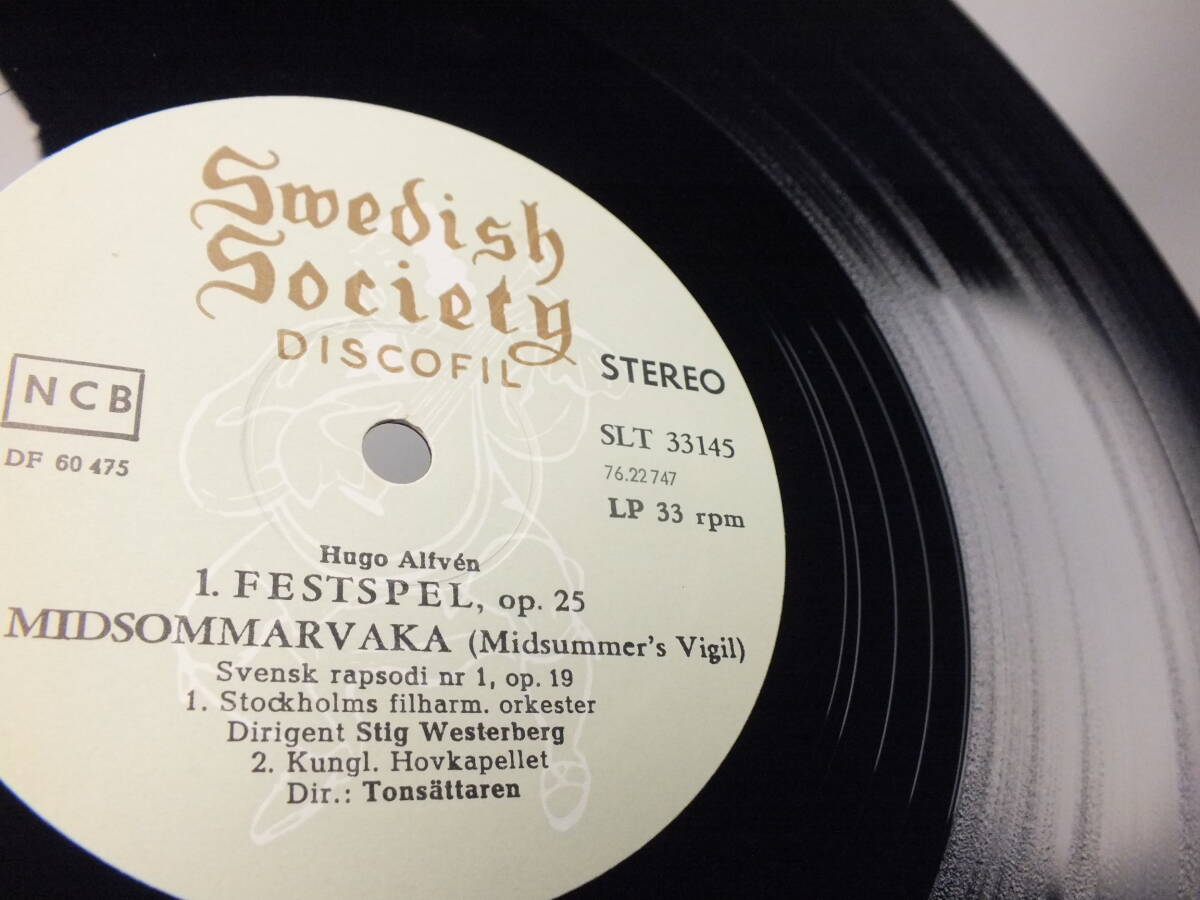 Swedish
Society
DISCOFIL
STEREO
NCB
DF 60 475
SLT 33145
76.22 747
LP 33 rpm
Hugo Alfvén
1. FESTSPEL, op. 25
MIDSOMMARVAKA (Midsummer's Vigil)
Svensk rapsodi nr 1, op. 19
1. Stockholms filharm. orkester
Dirigent Stig Westerberg
2. Kungl. Hovkapellet
Dir.: Tonsättaren